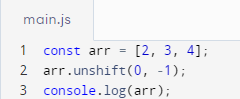 main.js
1 const arr = [2, 3, 4];
2 arr.unshift(0, -1);
3 console.log(arr);